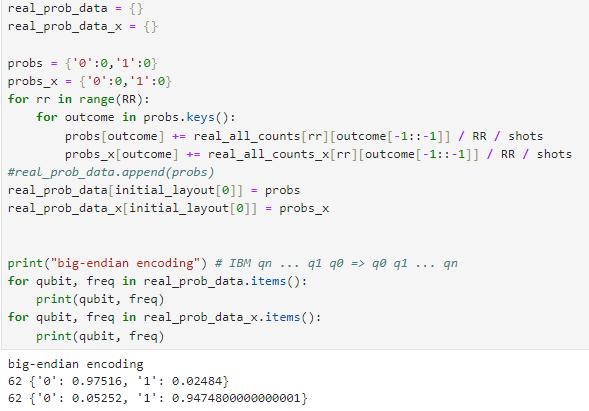 real_prob_data = {}
real_prob_data_x = {}
probs = {'0':0,'1':0}
probs_x = {'0':0,'1':0}
for rr in range(RR):
    for outcome in probs.keys():
        probs[outcome] += real_all_counts[rr][outcome[-1::-1]] / RR / shots
        probs_x[outcome] += real_all_counts_x[rr][outcome[-1::-1]] / RR / shots
#real_prob_data.append(probs)
real_prob_data[initial_layout[0]] = probs
real_prob_data_x[initial_layout[0]] = probs_x
print("big-endian encoding") # IBM qn ... q1 q0 => q0 q1 ... qn
for qubit, freq in real_prob_data.items():
    print(qubit, freq)
for qubit, freq in real_prob_data_x.items():
    print(qubit, freq)
big-endian encoding
62 {'0': 0.97516, '1': 0.02484}
62 {'0': 0.05252, '1': 0.9474800000000001}